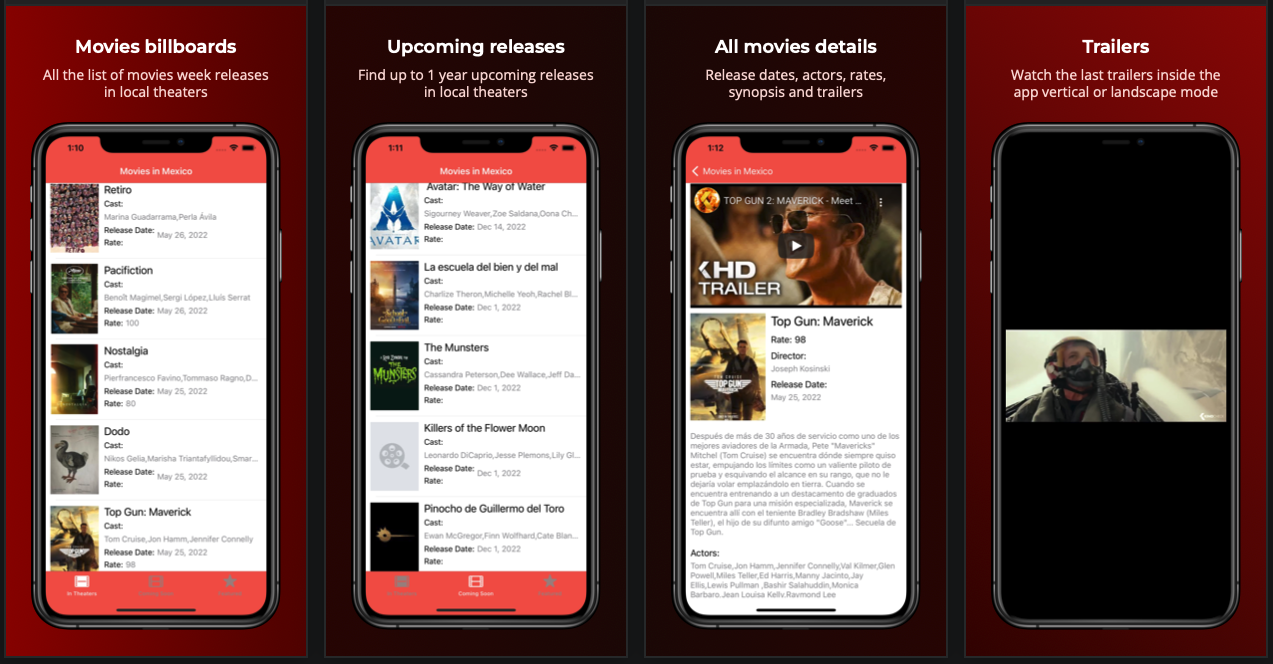 Movies billboards
All the list of movies week releases
in local theaters
1:10
Movies in Mexico
Retiro
Cast:
Marina Guadarrama,Perla Ávila
Release Date: May 26, 2022
Rate:
RETIRO
Pacifiction
Cast:
Benoît Magimel,Sergi López,Lluís Serrat
Release Date: May 26, 2022
Rate: 100
Nostalgia
Cast:
Pierfrancesco Favino,Tommaso Ragno,D...
Release Date: May 25, 2022
Rate: 80
Dodo
Cast:
Nikos Gelia,Marisha Triantafyllidou,Smar...
Release Date: May 25, 2022
Rate:
Top Gun: Maverick
Cast:
Tom Cruise,Jon Hamm,Jennifer Connelly
Release Date: May 25, 2022
Rate: 98
In Theaters
Upcoming releases
Find up to 1 year upcoming releases
in local theaters
1:11
Movies in Mexico
Avatar: The Way of Water
Cast:
Sigourney Weaver,Zoe Saldana,Oona Ch...
Release Date: Dec 14, 2022
Rate:
AVATAR
La escuela del bien y del mal
Cast:
Charlize Theron,Michelle Yeoh,Rachel Bl...
Release Date: Dec 1, 2022
Rate:
The Munsters
Cast:
Cassandra Peterson,Dee Wallace,Jeff Da...
Release Date: Dec 1, 2022
Rate:
MUNSTERS
Killers of the Flower Moon
Cast:
Leonardo DiCaprio,Jesse Plemons,Lily Gl...
Release Date: Dec 1, 2022
Rate:
Pinocho de Guillermo del Toro
Cast:
Ewan McGregor,Finn Wolfhard,Cate Blan...
Release Date: Dec 1, 2022
Rate:
Coming Soon
All movies details
Release dates, actors, rates,
synopsis and trailers
1:12
Movies in Mexico
TOP GUN 2: MAVERICK - Meet ...
KHD
TRAILER
Top Gun: Maverick
Rate: 98
Director:
Joseph Kosinski
Release Date:
May 25, 2022
TOM CRUISE
TOP GUN
Después de más de 30 años de servicio como uno de los
mejores aviadores de la Armada, Pete "Mavericks"
Mitchel (Tom Cruise) se encuentra dónde siempre quiso
estar, empujando los límites como un valiente piloto de
prueba y esquivando el alcance en su rango, que no le
dejaría volar emplazándolo en tierra. Cuando se
encuentra entrenando a un destacamento de graduados
de Top Gun para una misión especializada, Maverick se
encuentra allí con el teniente Bradley Bradshaw (Miles
Teller), el hijo de su difunto amigo "Goose"... Secuela de
Top Gun.
Actors:
Tom Cruise,Jon Hamm,Jennifer Connelly,Val Kilmer,Glen
Powell,Miles Teller,Ed Harris,Manny Jacinto,Jay
Ellis,Lewis Pullman ,Bashir Salahuddin,Monica
Barbaro,Jean Louisa Kelly,Raymond Lee
Trailers
Watch the last trailers inside the
app vertical or landscape mode